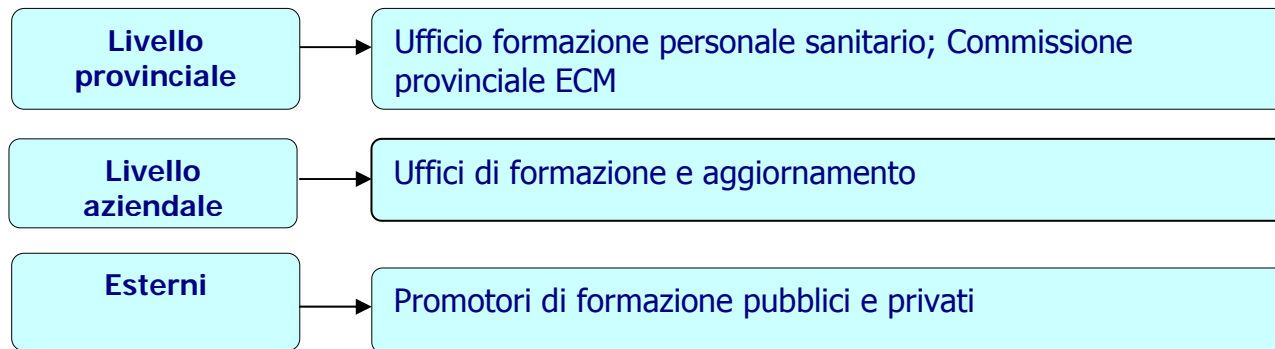 Livello
provinciale
Ufficio formazione personale sanitario; Commissione
provinciale ECM
Livello
aziendale
Uffici di formazione e aggiornamento
Esterni
Promotori di formazione pubblici e privati